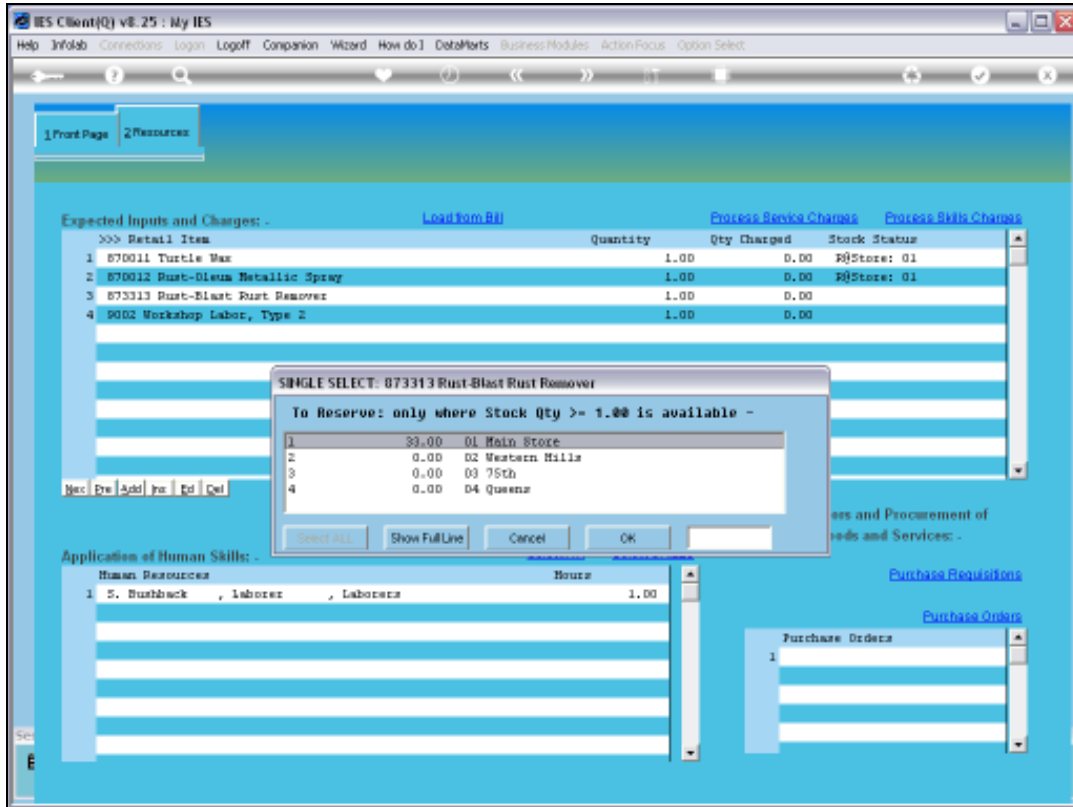 IES Client(Q) v8.25 : My IES
Help Infolab Connections Logon Logoff Companion Wizard How do I DataMarts Business Modules Action Focus Option Select
1 Front Page 2 Resources
Expected Inputs and Charges: - Load from Bill Process Service Charges Process Skills Charges
>>> Retail Item Quantity Qty Charged Stock Status
1 870011 Turtle Wax 1.00 0.00 R@Store: 01
2 870012 Rust-Oleum Metallic Spray 1.00 0.00 R@Store: 01
3 873313 Rust-Blast Rust Remover 1.00 0.00
4 9002 Workshop Labor, Type 2 1.00 0.00
SINGLE SELECT: 873313 Rust-Blast Rust Remover
To Reserve: only where Stock Qty >= 1.00 is available -
1 33.00 01 Main Store
2 0.00 02 Western Hills
3 0.00 03 75th
4 0.00 04 Queens
Select ALL Show Full Line Cancel OK
Nex Pre Add Ins Ed Del
ors and Procurement of
oods and Services: -
Application of Human Skills: -
Human Resources Hours
1 S. Bushback , laborer , Laborers 1.00
Purchase Requisitions
Purchase Orders
Purchase Orders
1